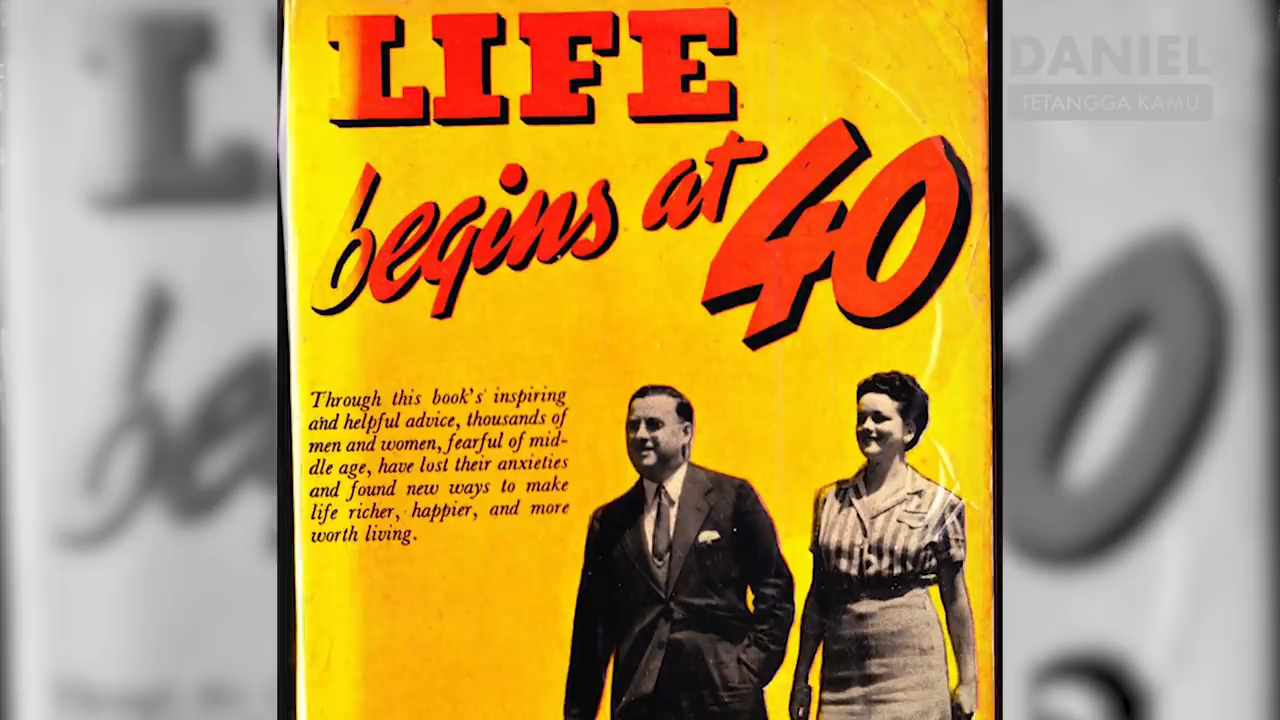 LIFE
begins at 40
Through this book's inspiring
and helpful advice, thousands of
men and women, fearful of mid-
dle age, have lost their anxieties
and found new ways to make
life richer, happier, and more
worth living.
DANIEL
TETANGGA KAMU